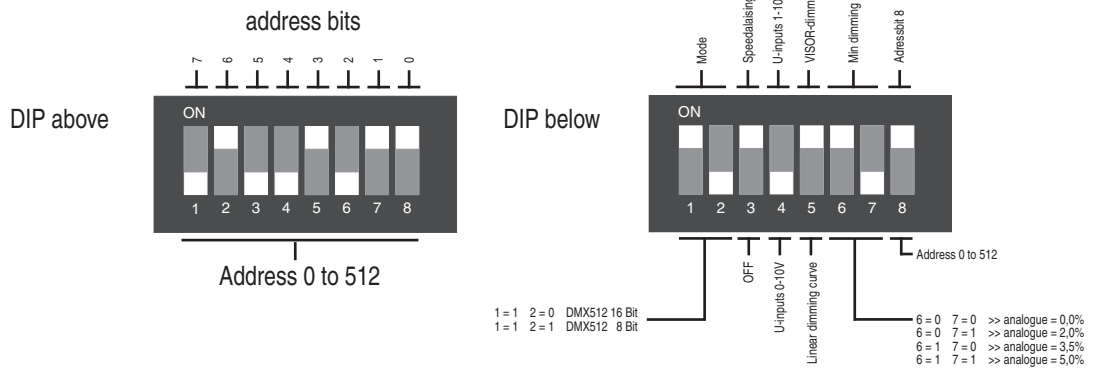 address bits
7 6 5 4 3 2 1 0
DIP above
ON
1 2 3 4 5 6 7 8
Address 0 to 512
Mode
Speedalaising
U-inputs 1-10
VISOR-dimm
Min dimming
Adressbit 8
DIP below
ON
1 2 3 4 5 6 7 8
OFF
U-inputs 0-10V
Linear dimming curve
Address 0 to 512
1 = 1 2 = 0 DMX512 16 Bit
1 = 1 2 = 1 DMX512 8 Bit
6 = 0 7 = 0 >> analogue = 0,0%
6 = 0 7 = 1 >> analogue = 2,0%
6 = 1 7 = 0 >> analogue = 3,5%
6 = 1 7 = 1 >> analogue = 5,0%